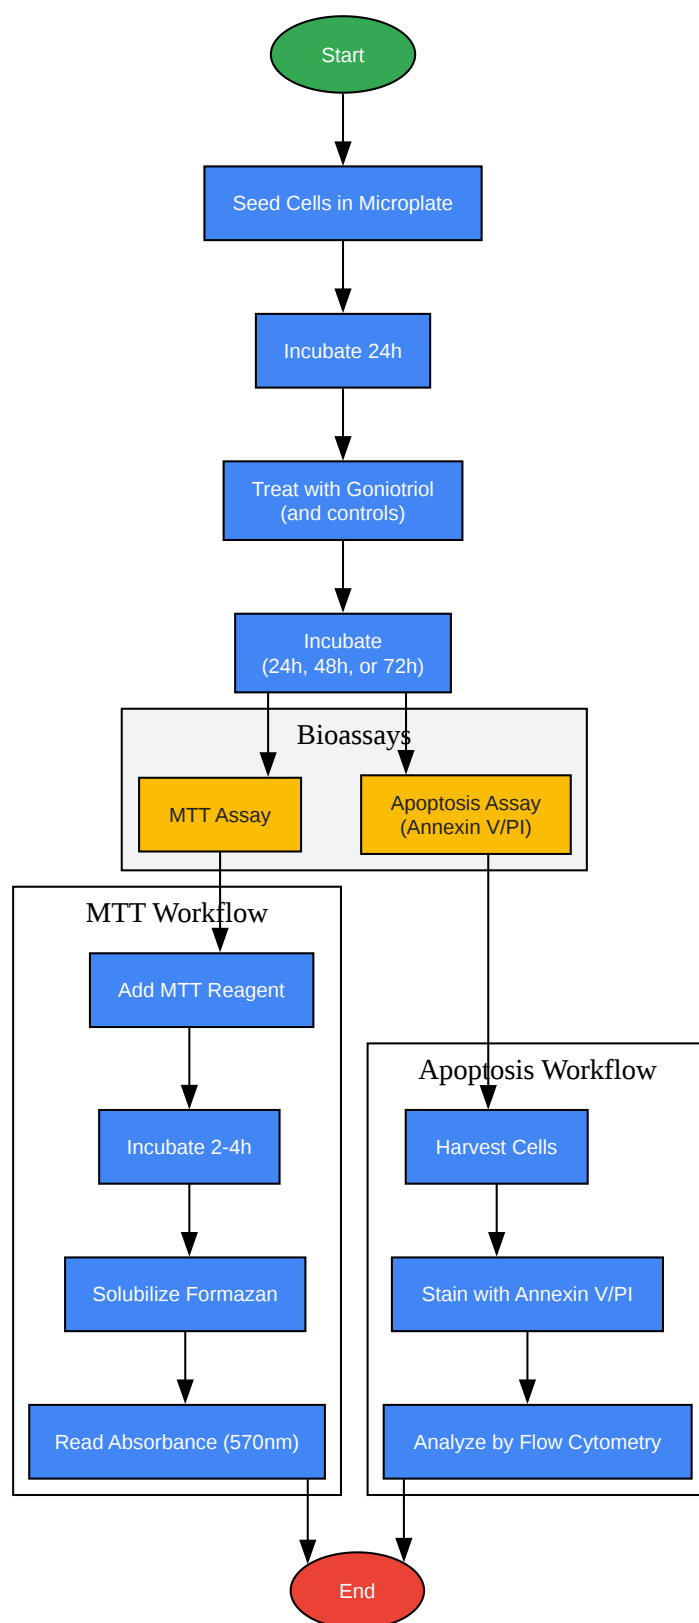 Start
Seed Cells in Microplate
Incubate 24h
Treat with Goniotriol
(and controls)
Incubate
(24h, 48h, or 72h)
Bioassays
MTT Assay
Apoptosis Assay
(Annexin V/PI)
MTT Workflow
Add MTT Reagent
Incubate 2-4h
Solubilize Formazan
Read Absorbance (570nm)
Apoptosis Workflow
Harvest Cells
Stain with Annexin V/PI
Analyze by Flow Cytometry
End